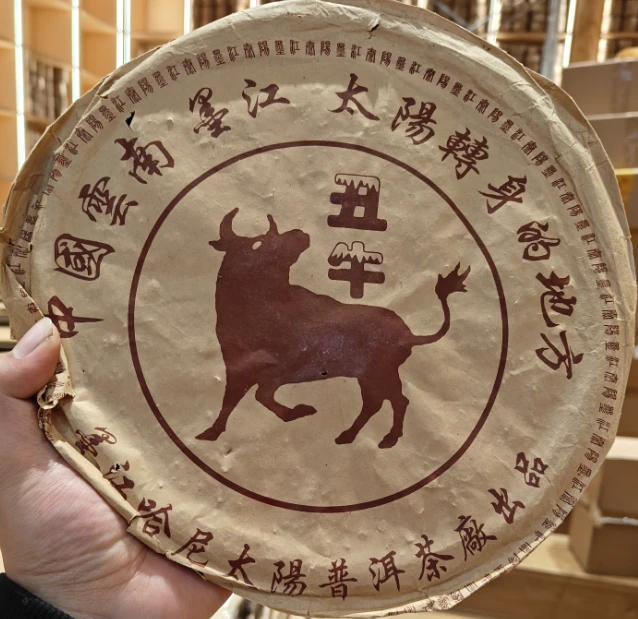 中國雲南墨江 太陽轉身的地方
丑牛
墨江哈尼太陽普洱茶廠出品